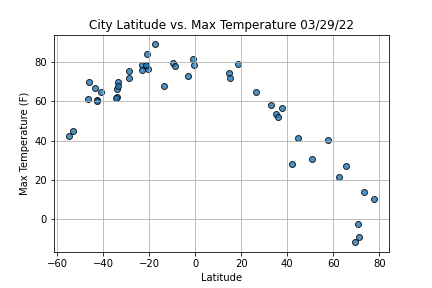 City Latitude vs. Max Temperature 03/29/22
Max Temperature (F)
80
60
40
20
0
−60 −40 −20 0 20 40 60 80
Latitude